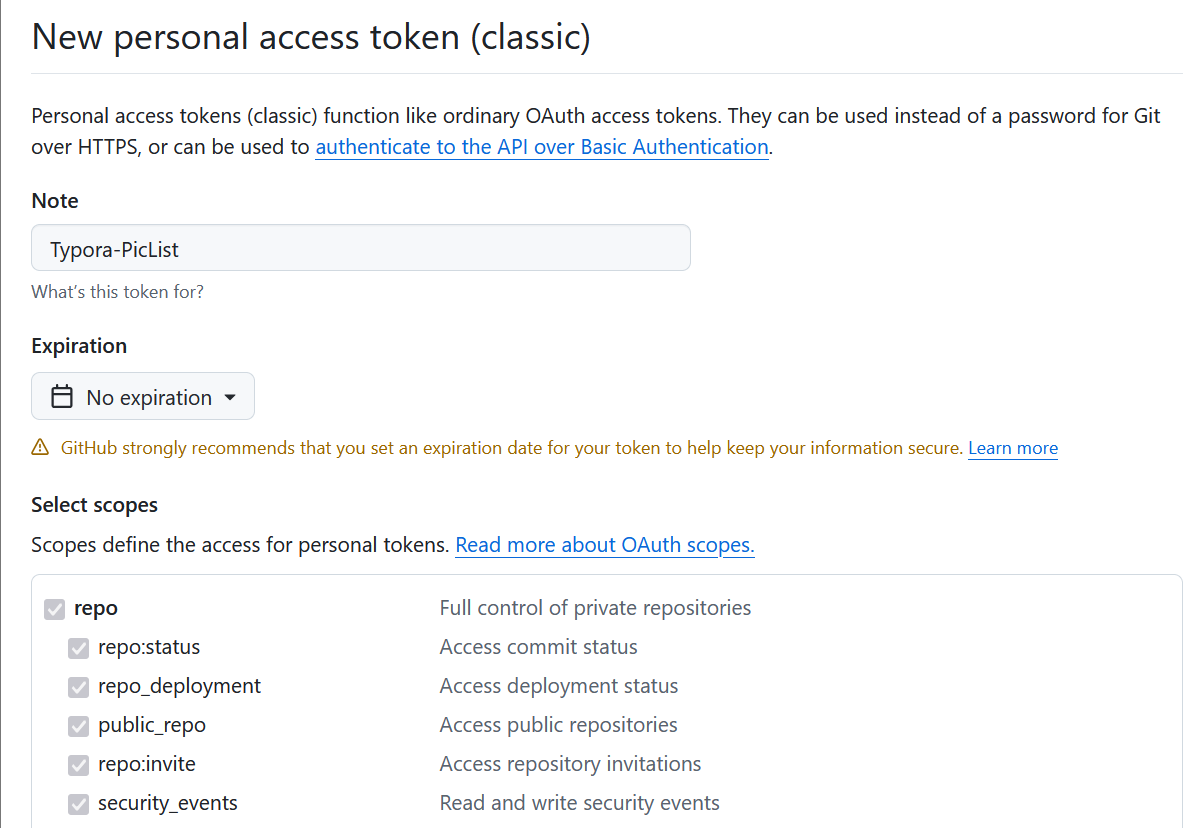 New personal access token (classic)
Personal access tokens (classic) function like ordinary OAuth access tokens. They can be used instead of a password for Git
over HTTPS, or can be used to authenticate to the API over Basic Authentication.
Note
Typora-PicList
What's this token for?
Expiration
No expiration
GitHub strongly recommends that you set an expiration date for your token to help keep your information secure. Learn more
Select scopes
Scopes define the access for personal tokens. Read more about OAuth scopes.
repo Full control of private repositories
repo:status Access commit status
repo_deployment Access deployment status
public_repo Access public repositories
repo:invite Access repository invitations
security_events Read and write security events